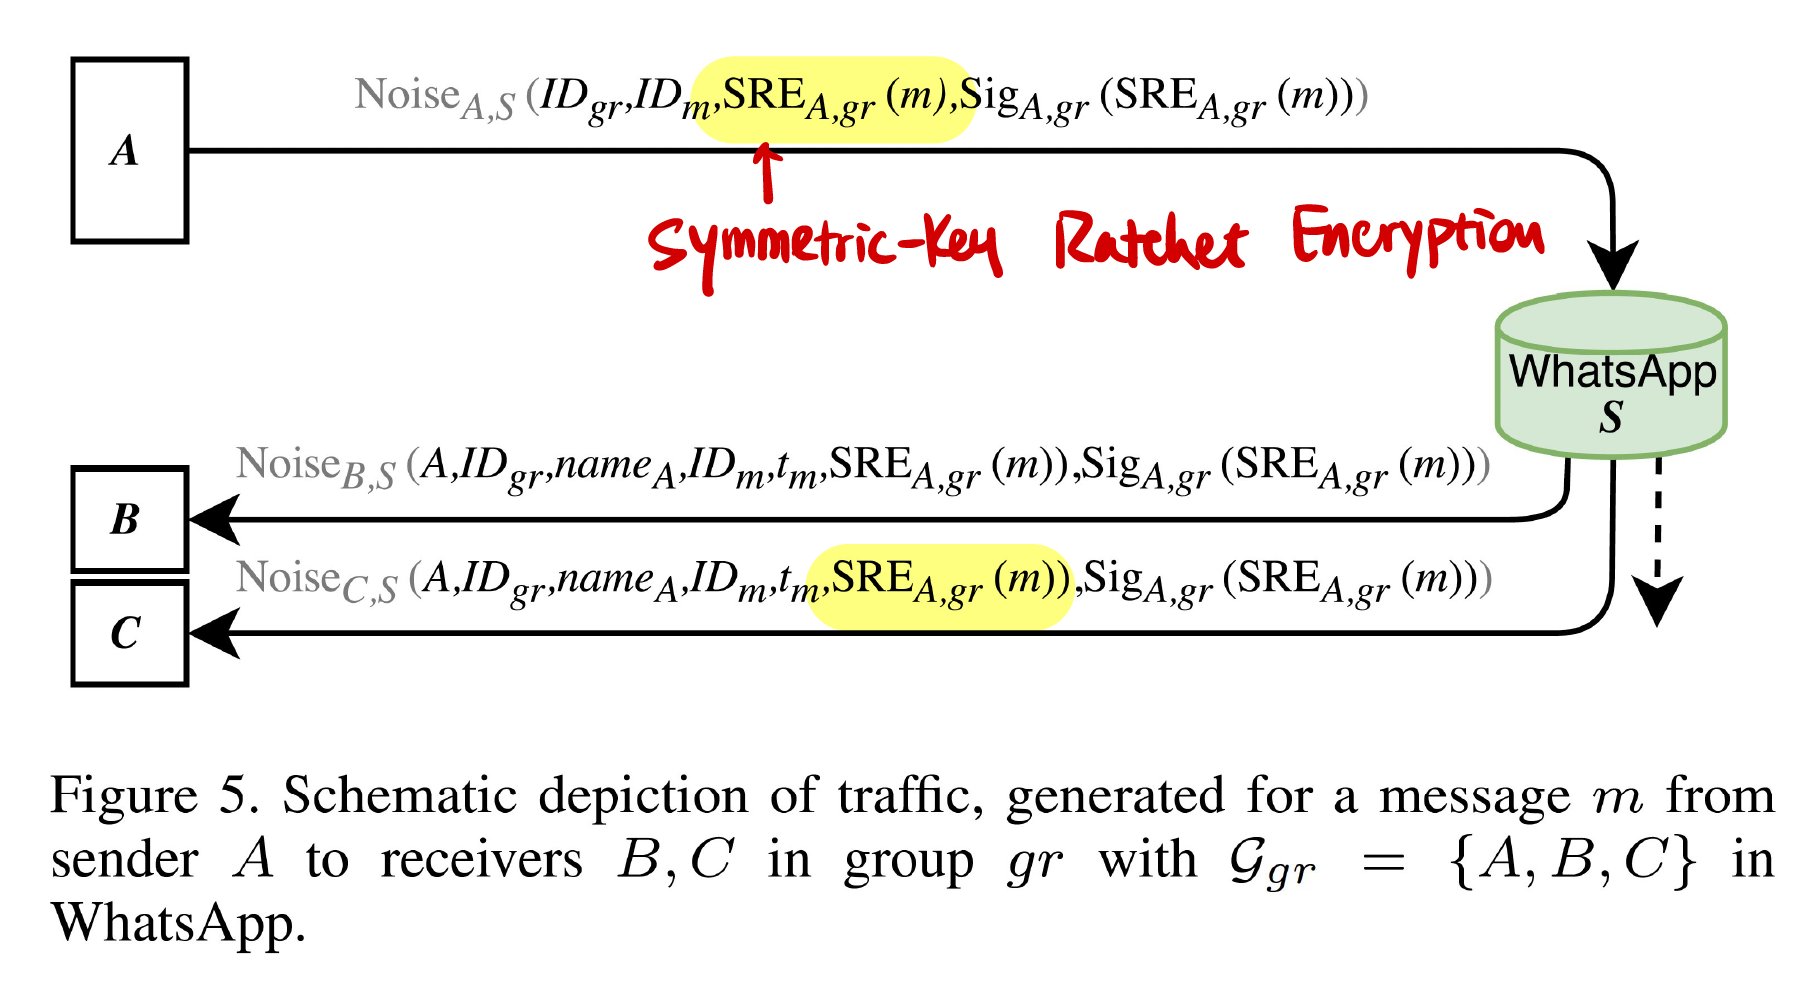 Noise_{A,S} (ID_{gr},ID_m,SRE_{A,gr} (m),Sig_{A,gr} (SRE_{A,gr} (m)))
A
Symmetric-Key Ratchet Encryption
WhatsApp
S
Noise_{B,S} (A,ID_{gr},name_A,ID_m,t_m,SRE_{A,gr} (m)),Sig_{A,gr} (SRE_{A,gr} (m)))
B
Noise_{C,S} (A,ID_{gr},name_A,ID_m,t_m,SRE_{A,gr} (m)),Sig_{A,gr} (SRE_{A,gr} (m)))
C
Figure 5. Schematic depiction of traffic, generated for a message m from
sender A to receivers B, C in group gr with 𝒢_{gr} = {A, B, C} in
WhatsApp.